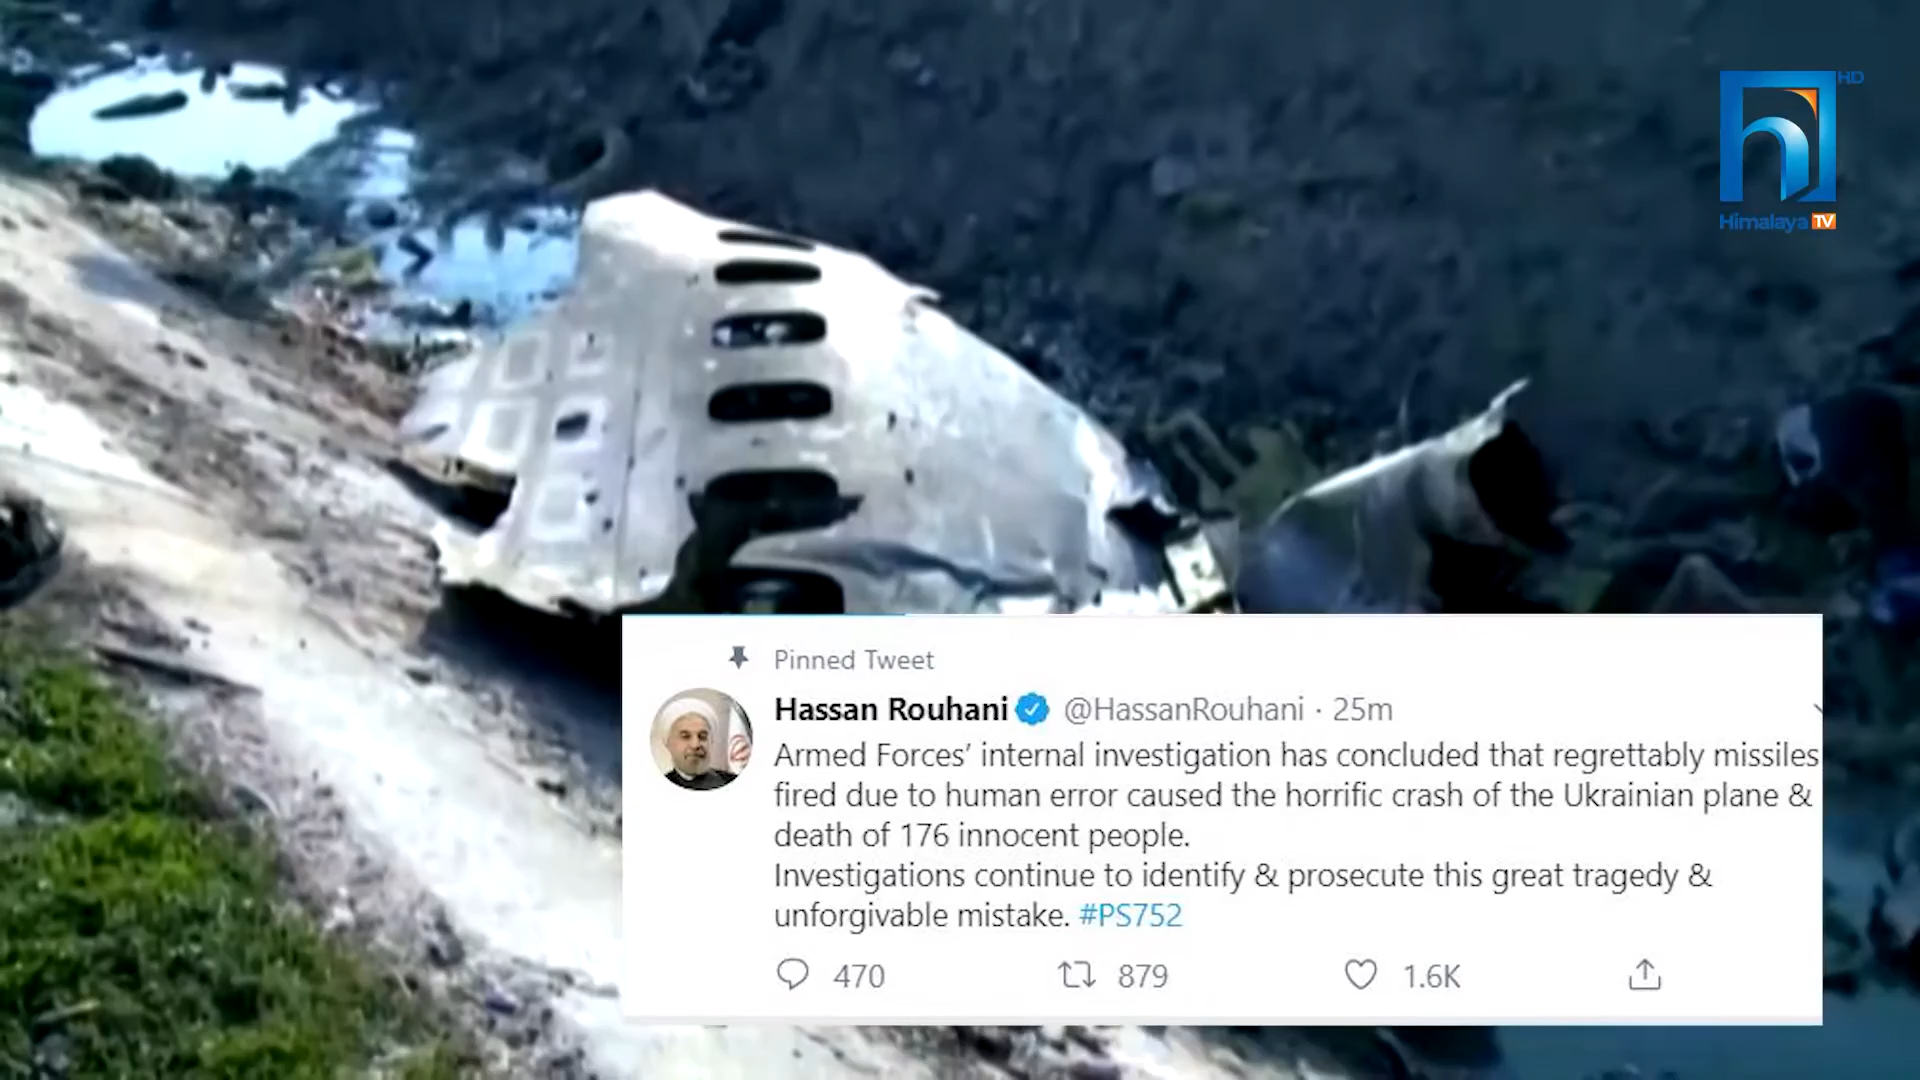 HD
Himalaya TV
Pinned Tweet
Hassan Rouhani @HassanRouhani · 25m
Armed Forces’ internal investigation has concluded that regrettably missiles
fired due to human error caused the horrific crash of the Ukrainian plane &
death of 176 innocent people.
Investigations continue to identify & prosecute this great tragedy &
unforgivable mistake. #PS752
470 879 1.6K